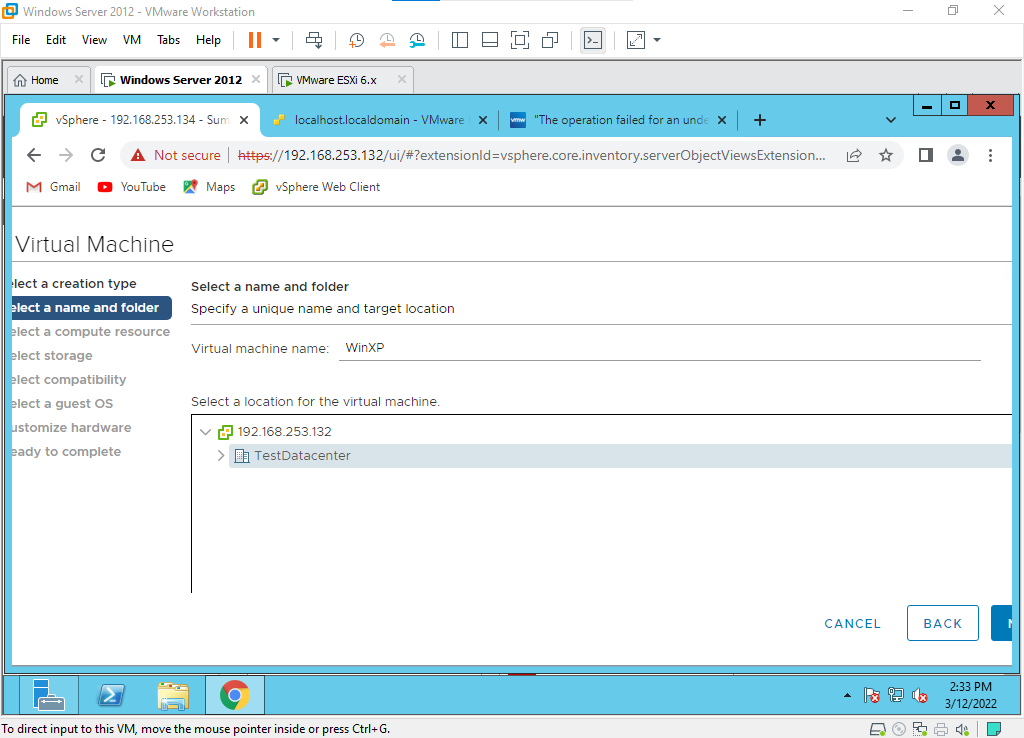 Windows Server 2012 - VMware Workstation
File Edit View VM Tabs Help
Home Windows Server 2012 VMware ESXi 6.x
vSphere - 192.168.253.134 - Sum localhost.localdomain - VMware "The operation failed for an unde
Not secure https://192.168.253.132/ui/#?extensionId=vsphere.core.inventory.serverObjectViewsExtension...
Gmail YouTube Maps vSphere Web Client
Virtual Machine
elect a creation type
elect a name and folder
elect a compute resource
elect storage
elect compatibility
elect a guest OS
ustomize hardware
eady to complete
Select a name and folder
Specify a unique name and target location
Virtual machine name: WinXP
Select a location for the virtual machine.
192.168.253.132
TestDatacenter
CANCEL BACK N
2:33 PM
3/12/2022
To direct input to this VM, move the mouse pointer inside or press Ctrl+G.